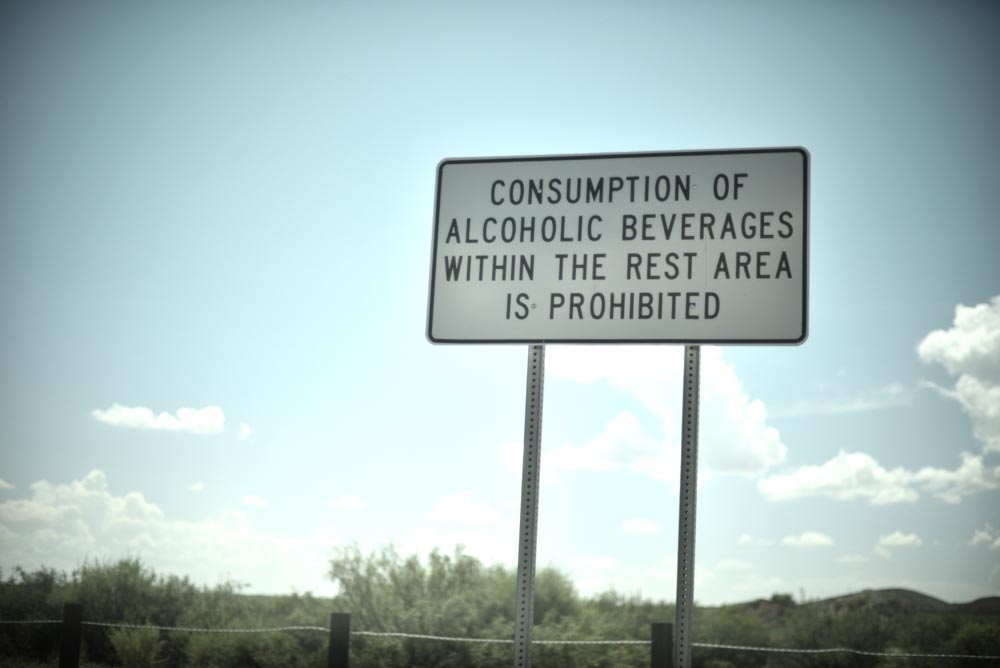 CONSUMPTION OF
ALCOHOLIC BEVERAGES
WITHIN THE REST AREA
IS PROHIBITED